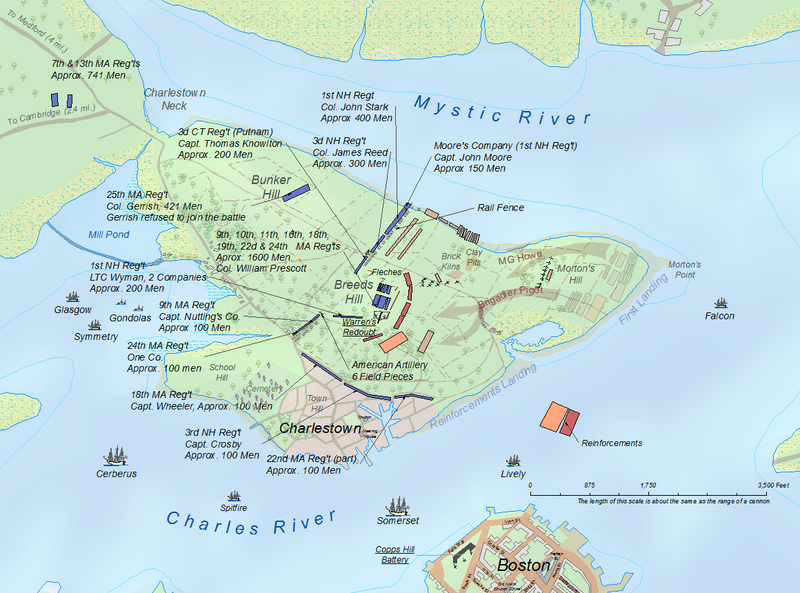 To Medford (4 mi.)
7th &13th MA Reg'ts
Approx. 741 Men
To Cambridge (2.4 mi.)
Charlestown
Neck
Mystic River
1st NH Regt
Col. John Stark
Approx 400 Men
3d CT Reg't (Putnam)
Capt. Thomas Knowlton
Approx. 200 Men
3d NH Reg't
Col. James Reed
Approx. 300 Men
Moore's Company (1st NH Reg't)
Capt. John Moore
Approx 150 Men
Bunker
Hill
Rail Fence
25th MA Reg't
Col. Gerrish, 421 Men
Gerrish refused to join the battle
Mill Pond
9th, 10th, 11th, 16th, 18th,
19th, 22d & 24th MA Reg'ts
Aprox. 1600 Men
Col. William Prescott
Brick
Kilns
Clay
Pits
MG Howe
Morton's
Hill
Morton's
Point
Fleches
Breeds
Hill
Brigader Pigot
First Landing
1st NH Reg't
LTC Wyman, 2 Companies
Approx. 200 Men
Glasgow
Gondolas
Symmetry
Falcon
9th MA Reg't
Capt. Nutting's Co.
Approx 100 Men
Warren's
Redoubt
24th MA Reg't
One Co.
Approx. 100 men
American Artillery
6 Field Pieces
School
Hill
Cemetery
18th MA Reg't
Capt. Wheeler, Approx. 100 Men
Town
Hill
Reinforcements Landing
Charlestown
3rd NH Reg't
Capt. Crosby
Approx. 100 Men
22nd MA Reg't (part)
Approx. 100 Men
Reinforcements
Cerberus
Lively
0 875 1,750 3,500 Feet
The length of this scale is about the same as the range of a cannon
Spitfire
Somerset
Charles River
Copps Hill
Battery
Boston